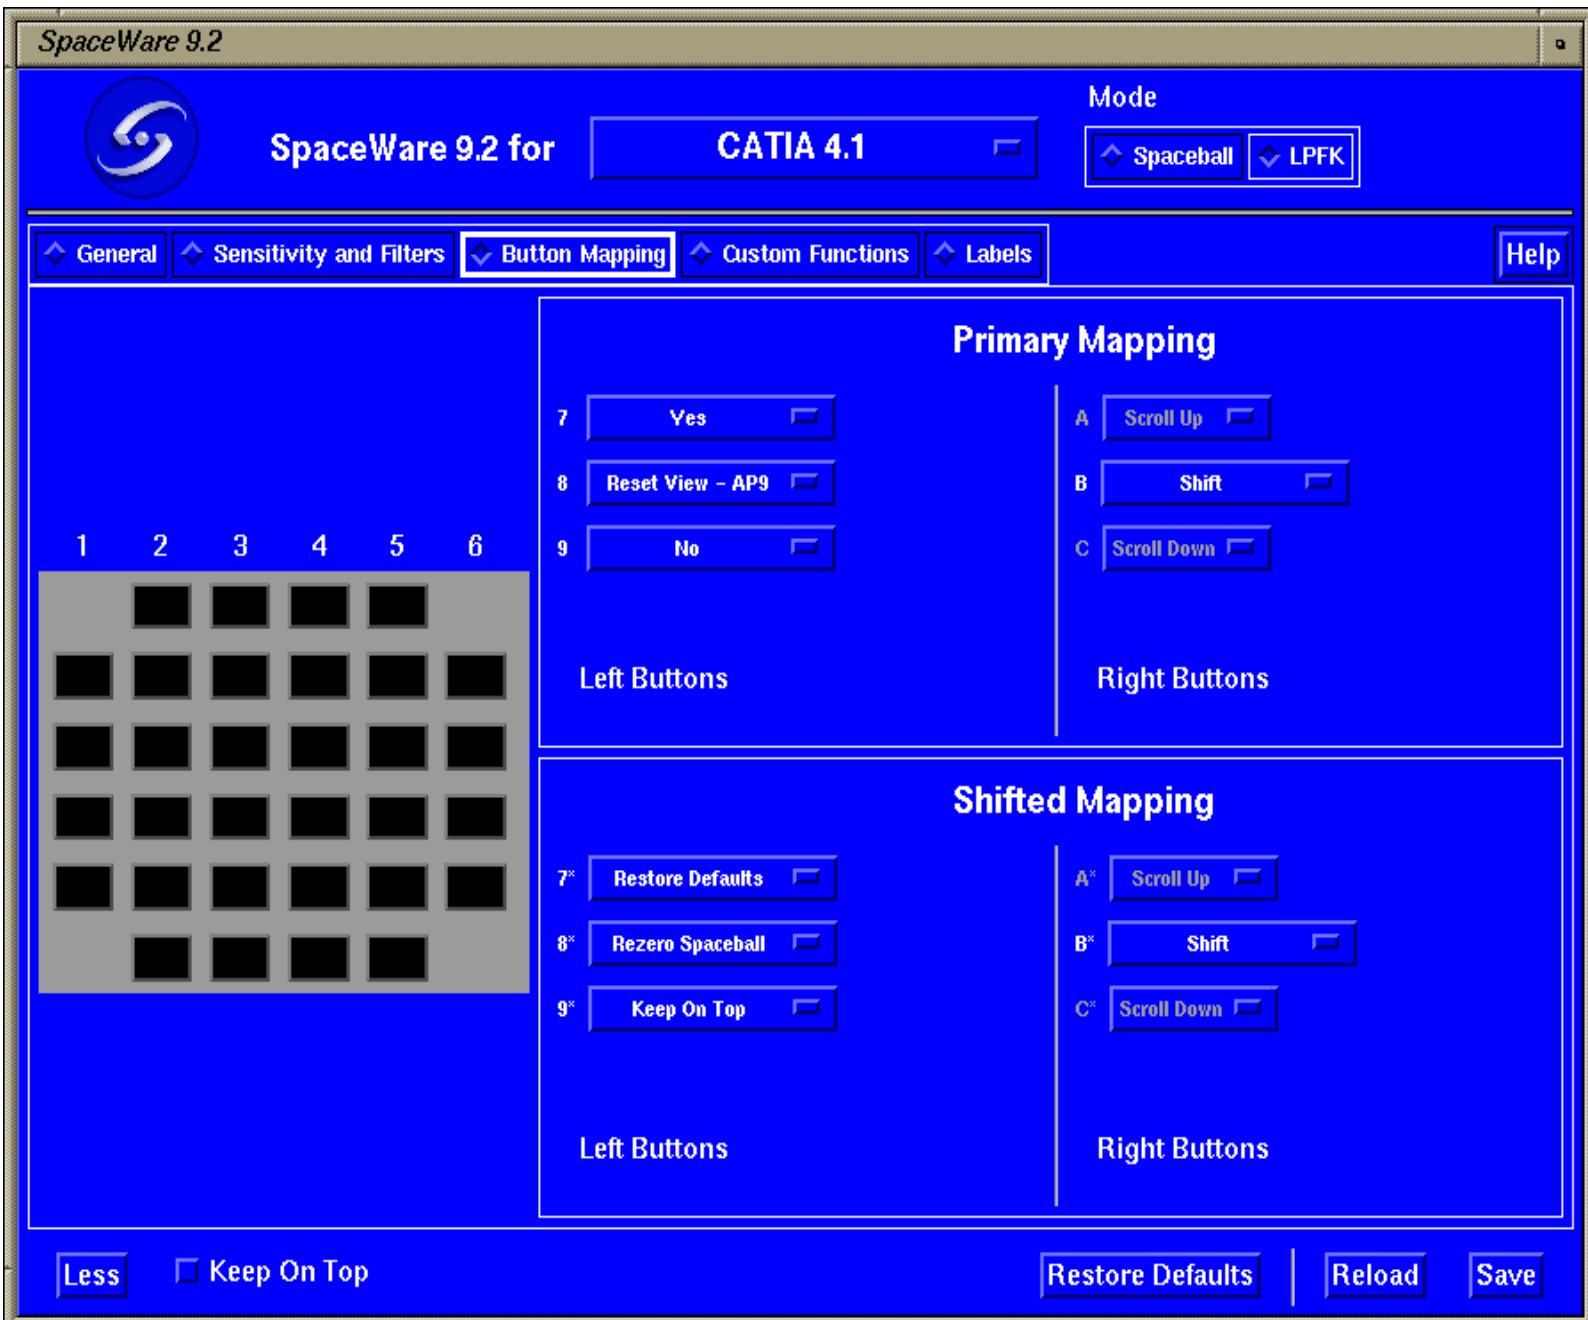 SpaceWare 9.2
Mode
SpaceWare 9.2 for CATIA 4.1
Spaceball LPFK
General Sensitivity and Filters Button Mapping Custom Functions Labels Help
1 2 3 4 5 6
Primary Mapping
7 Yes
8 Reset View - AP9
9 No
Left Buttons
A Scroll Up
B Shift
C Scroll Down
Right Buttons
Shifted Mapping
7* Restore Defaults
8* Rezero Spaceball
9* Keep On Top
Left Buttons
A* Scroll Up
B* Shift
C* Scroll Down
Right Buttons
Less Keep On Top Restore Defaults Reload Save